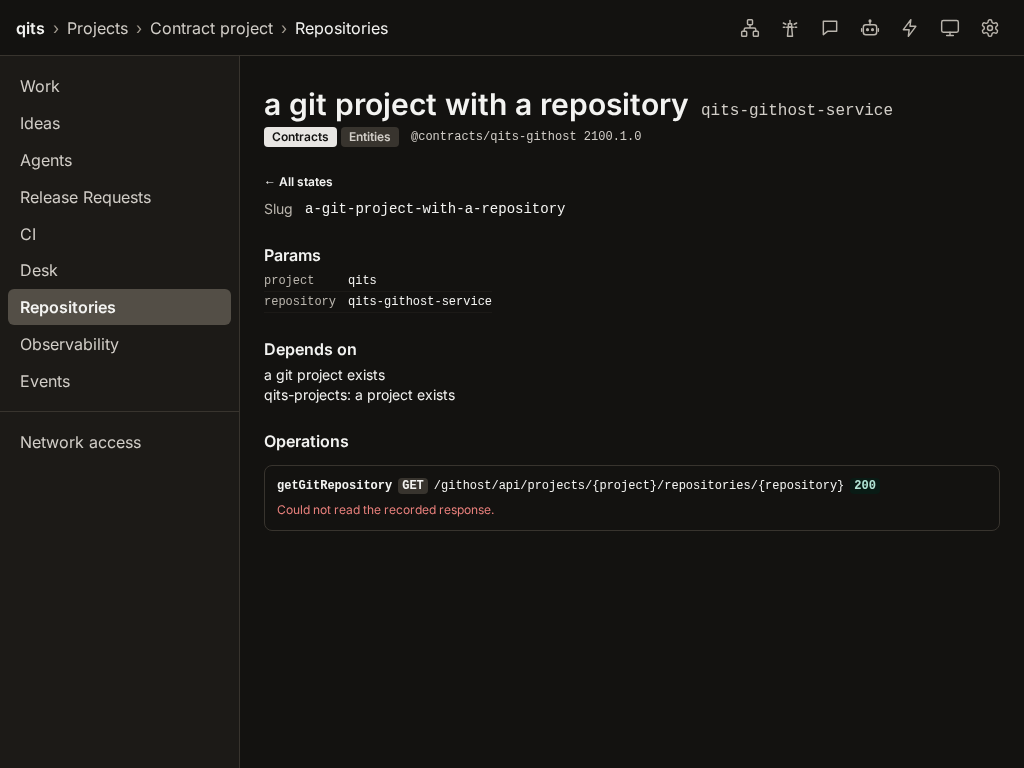 qits › Projects › Contract project › Repositories
Work
Ideas
Agents
Release Requests
CI
Desk
Repositories
Observability
Events
Network access
a git project with a repository qits-githost-service
Contracts Entities @contracts/qits-githost 2100.1.0
← All states
Slug a-git-project-with-a-repository
Params
project qits
repository qits-githost-service
Depends on
a git project exists
qits-projects: a project exists
Operations
getGitRepository GET /githost/api/projects/{project}/repositories/{repository} 200
Could not read the recorded response.